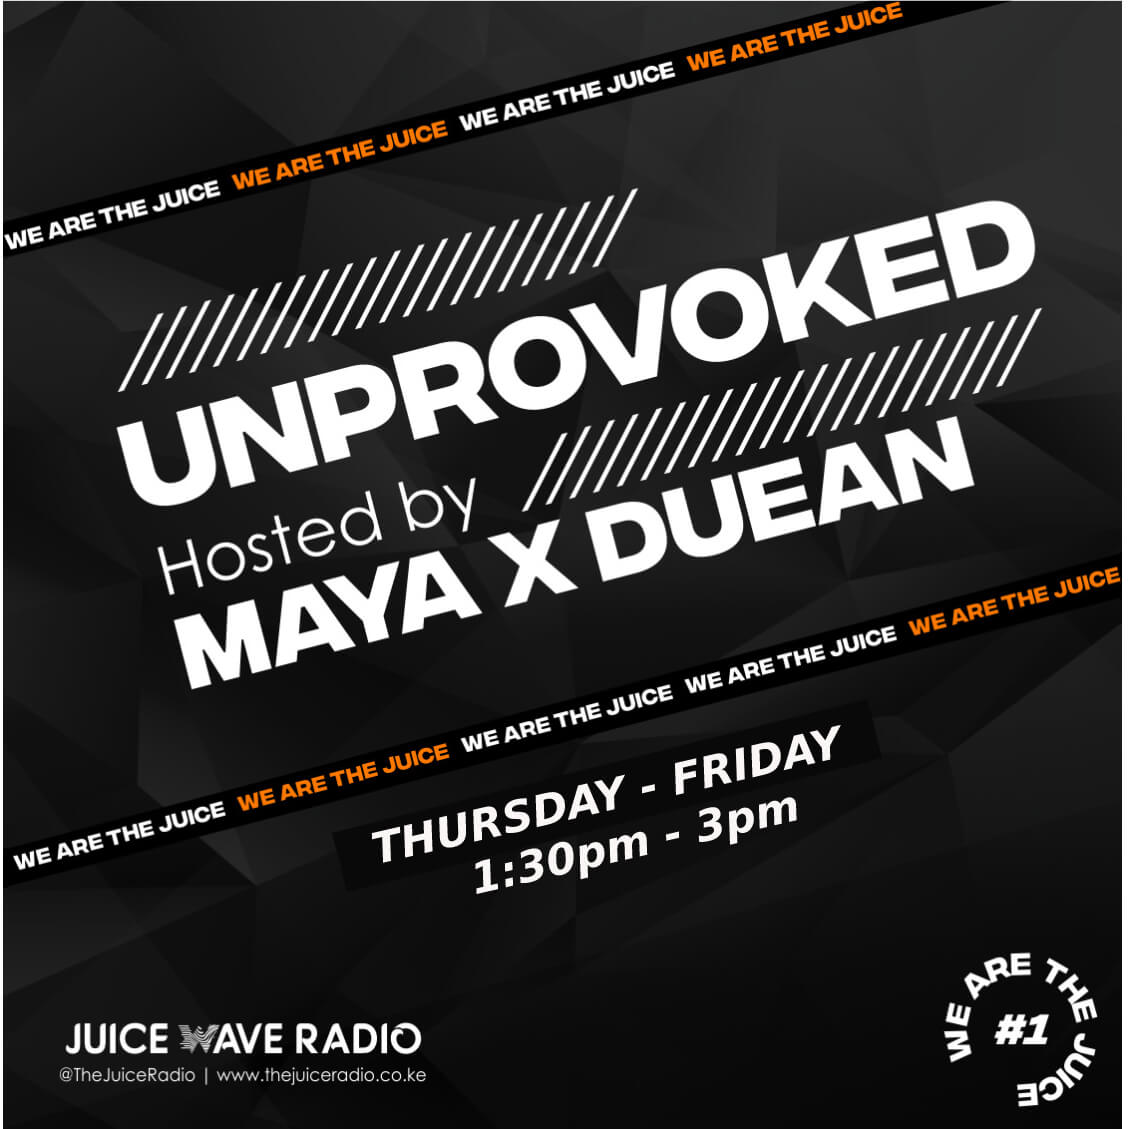 WE ARE THE JUICE WE ARE THE JUICE WE ARE THE JUICE WE ARE THE JUICE
UNPROVOKED
Hosted by
MAYA X DUEAN
WE ARE THE JUICE WE ARE THE JUICE WE ARE THE JUICE WE ARE THE JUICE WE ARE THE JUICE
THURSDAY - FRIDAY
1:30pm - 3pm
WE ARE THE JUICE
#1
JUICE WAVE RADIO
@TheJuiceRadio | www.thejuiceradio.co.ke